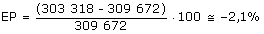 EP = (303 318 - 309 672) / 309 672 · 100 ≅ -2,1%